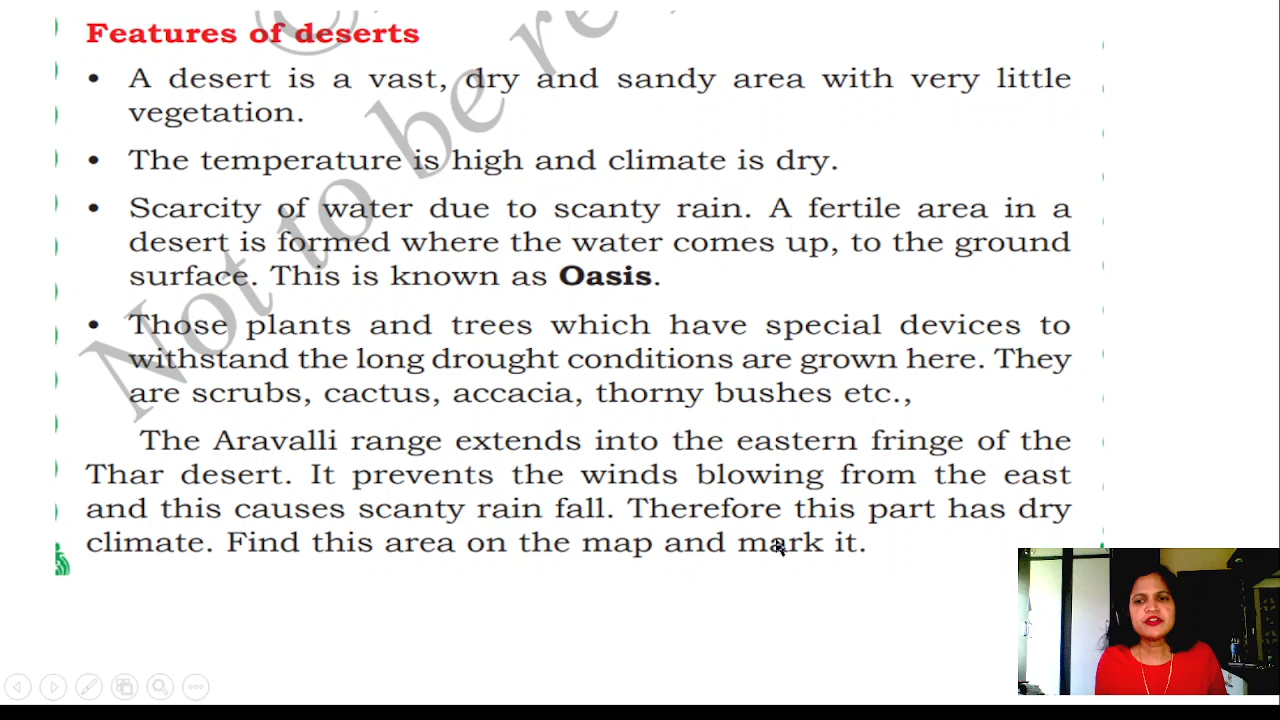 Features of deserts
• A desert is a vast, dry and sandy area with very little
vegetation.
• The temperature is high and climate is dry.
• Scarcity of water due to scanty rain. A fertile area in a
desert is formed where the water comes up, to the ground
surface. This is known as Oasis.
• Those plants and trees which have special devices to
withstand the long drought conditions are grown here. They
are scrubs, cactus, accacia, thorny bushes etc.,
The Aravalli range extends into the eastern fringe of the
Thar desert. It prevents the winds blowing from the east
and this causes scanty rain fall. Therefore this part has dry
climate. Find this area on the map and mark it.
Not to be re